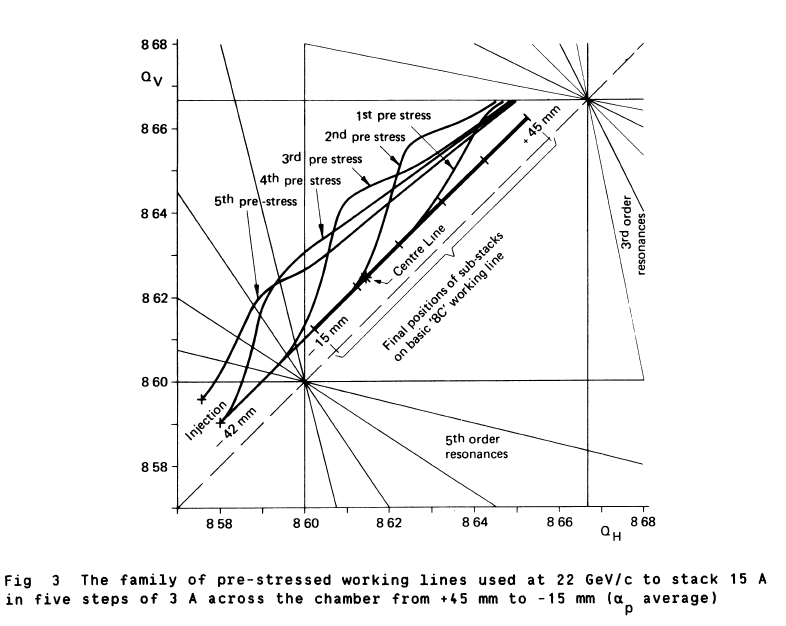 8 68
Qv
8 66
8 64
8 62
8 60
8 58
1st pre stress
2nd pre stress
3rd pre stress
4th pre stress
5th pre-stress
+ 45 mm
3rd order
resonances
Centre Line
Final positions of sub-stacks
on basic '8C' working line
- 15 mm
Injection
- 42 mm
5th order
resonances
8 58
8 60
8 62
8 64
8 66
8 68
QH
Fig 3 The family of pre-stressed working lines used at 22 GeV/c to stack 15 A
in five steps of 3 A across the chamber from +45 mm to -15 mm (αp average)